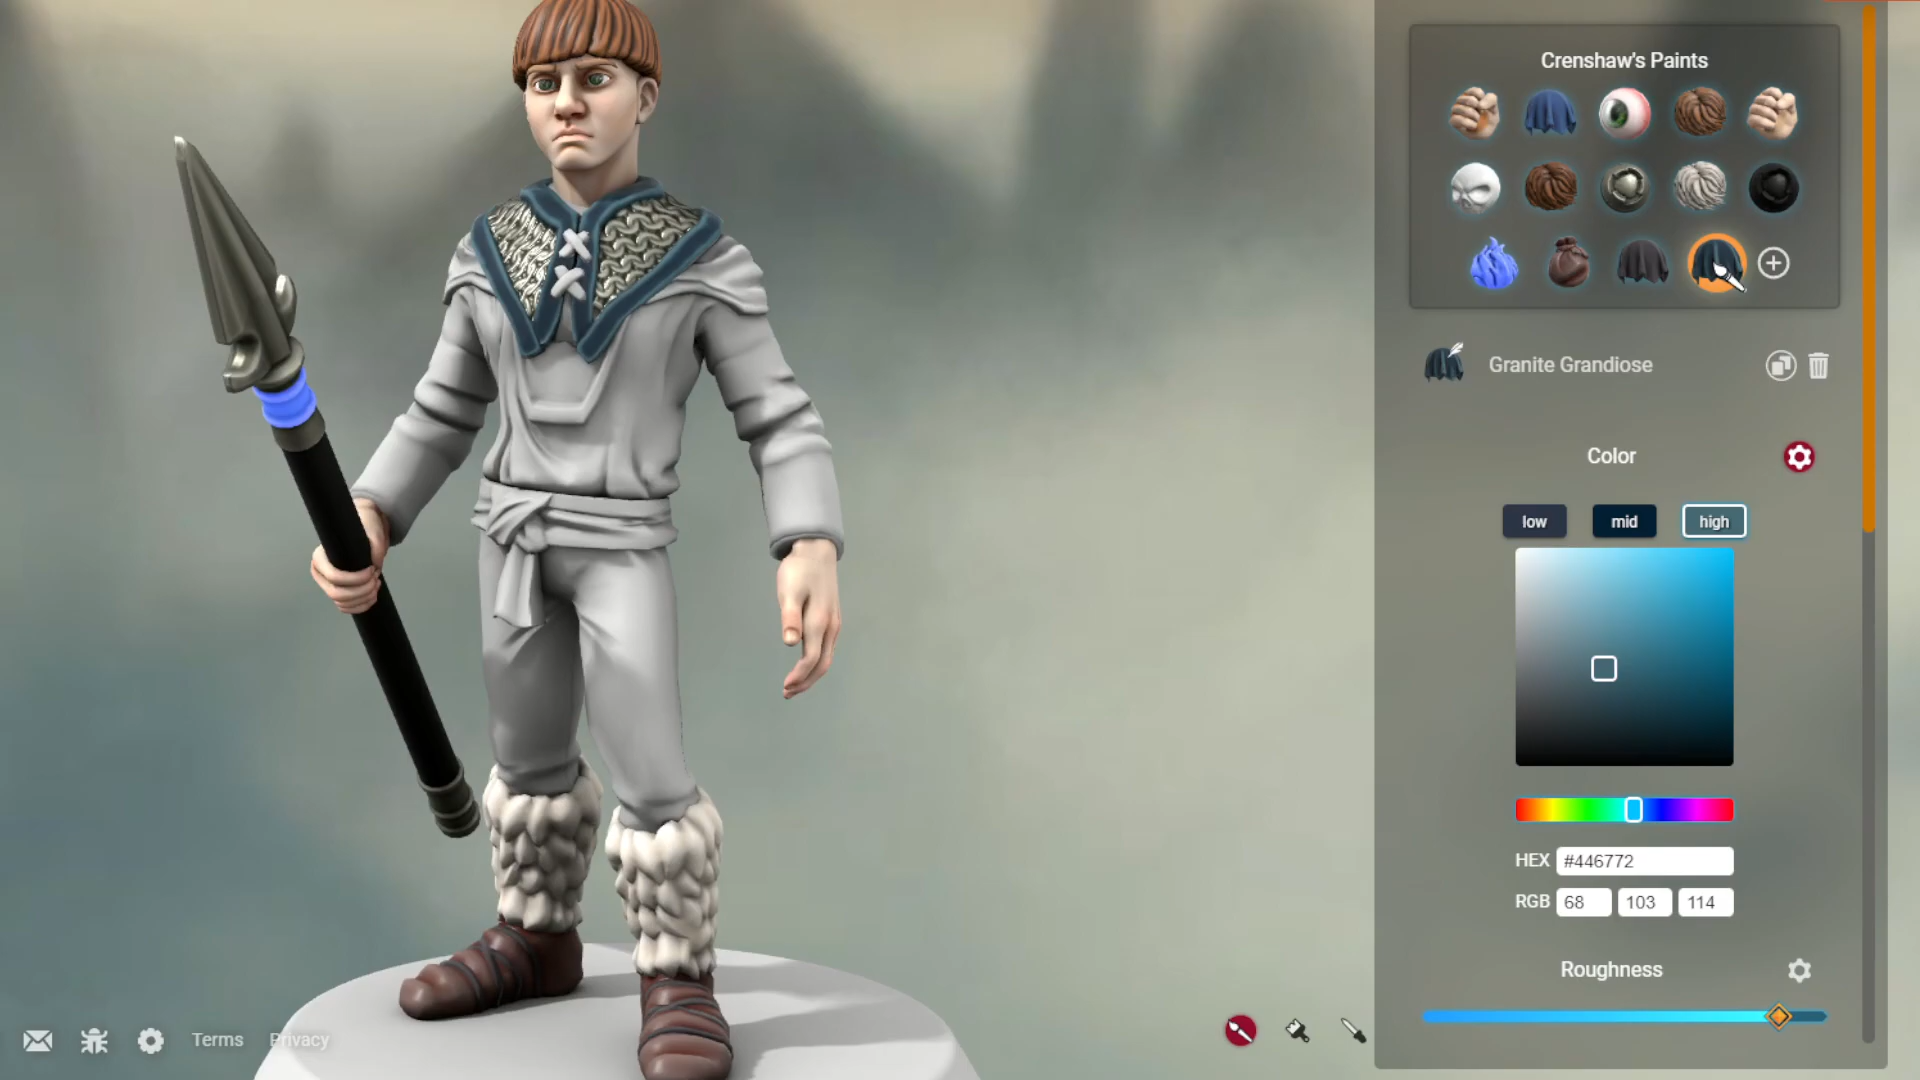 Crenshaw's Paints
Granite Grandiose
Color
low mid high
HEX #446772
RGB 68 103 114
Roughness
Terms Privacy